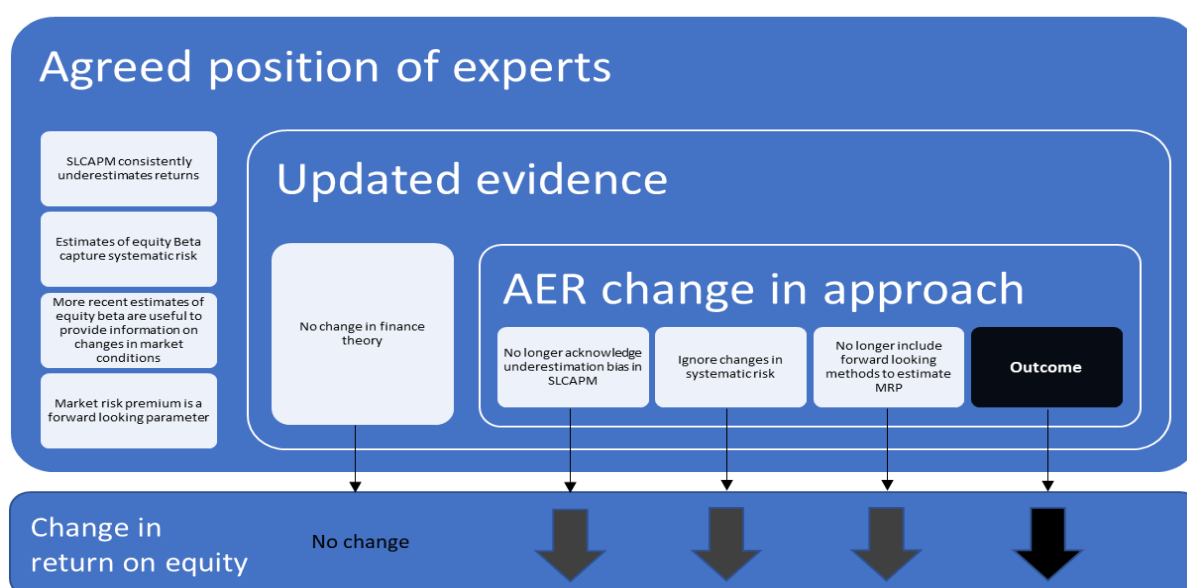 Agreed position of experts
SLCAPM consistently
underestimates returns
Estimates of equity Beta
capture systematic risk
More recent estimates of
equity beta are useful to
provide information on
changes in market
conditions
Market risk premium is a
forward looking parameter
Updated evidence
No change in finance
theory
AER change in approach
No longer acknowledge
underestimation bias in
SLCAPM
Ignore changes in
systematic risk
No longer include
forward looking
methods to estimate
MRP
Outcome
Change in
return on equity
No change